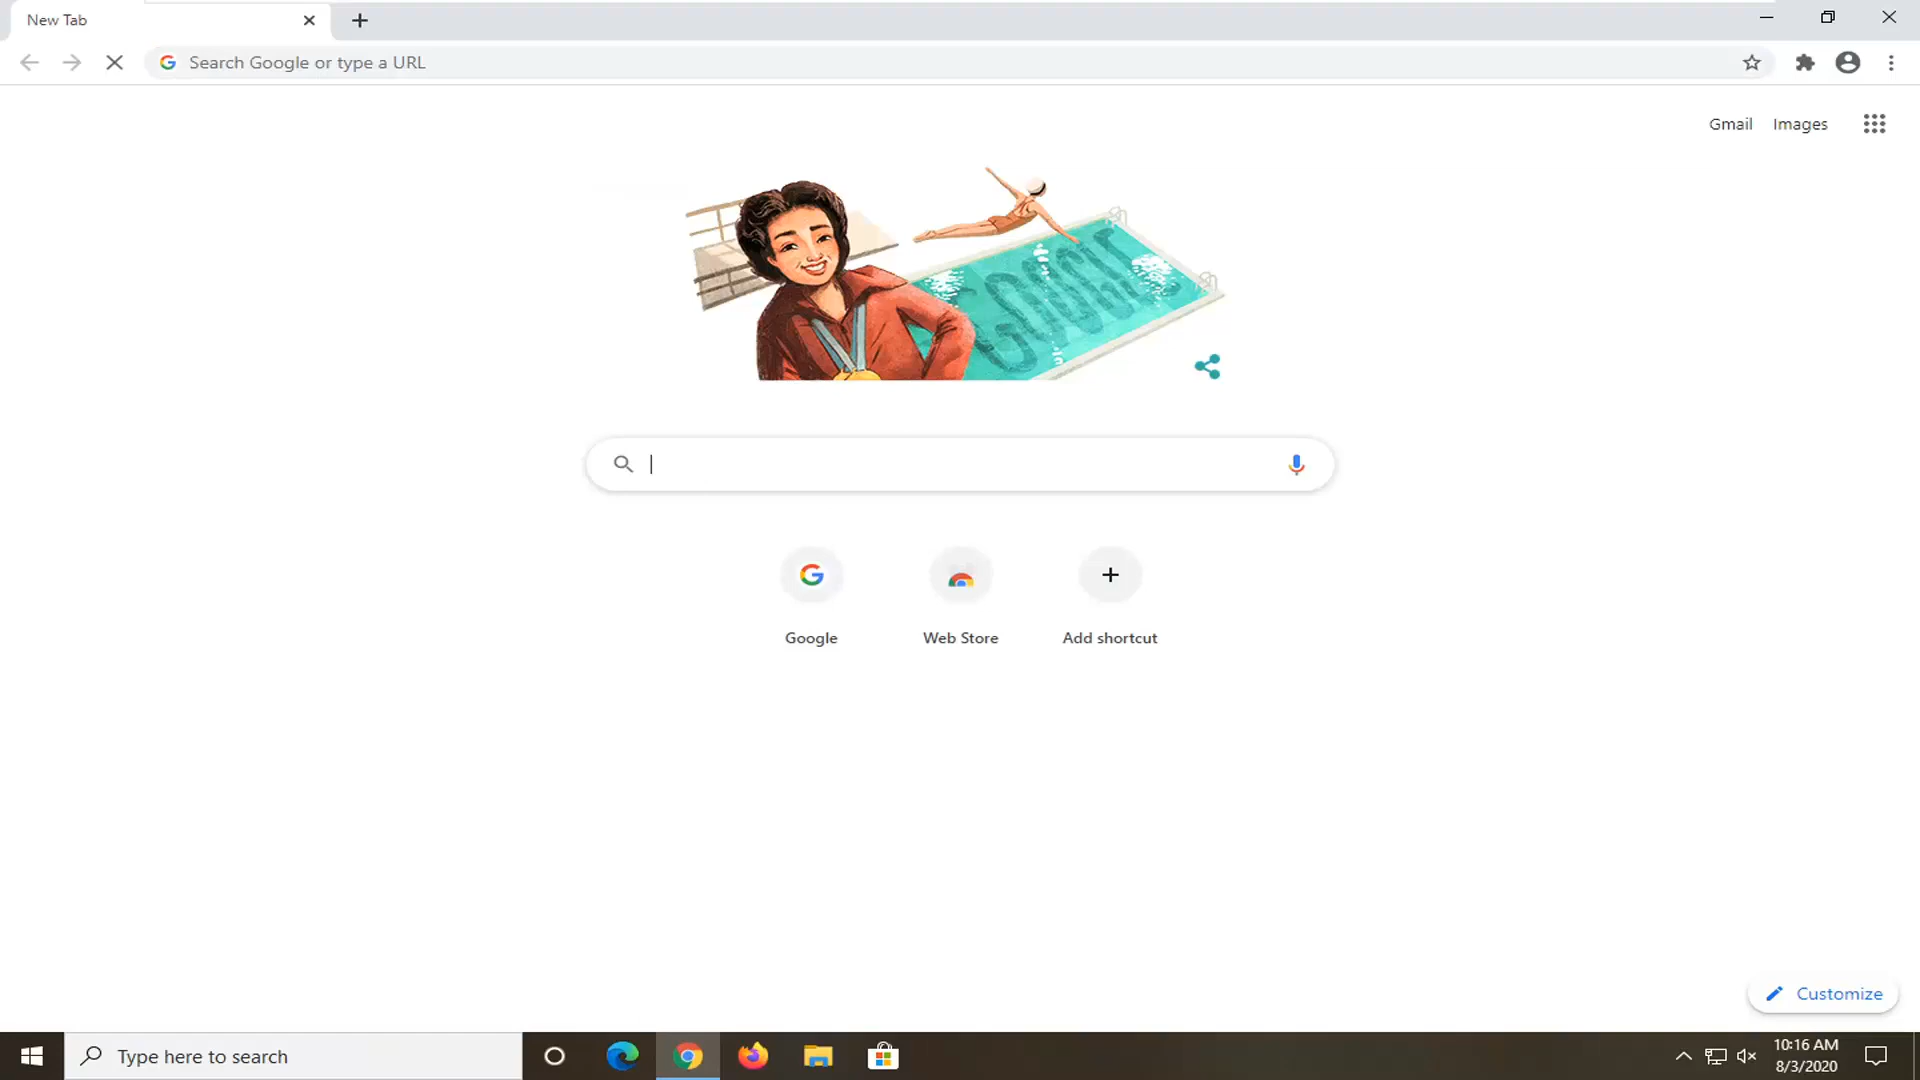 New Tab
Search Google or type a URL
Gmail Images
GOOGLE
Google Web Store Add shortcut
Customize
Type here to search
10:16 AM
8/3/2020